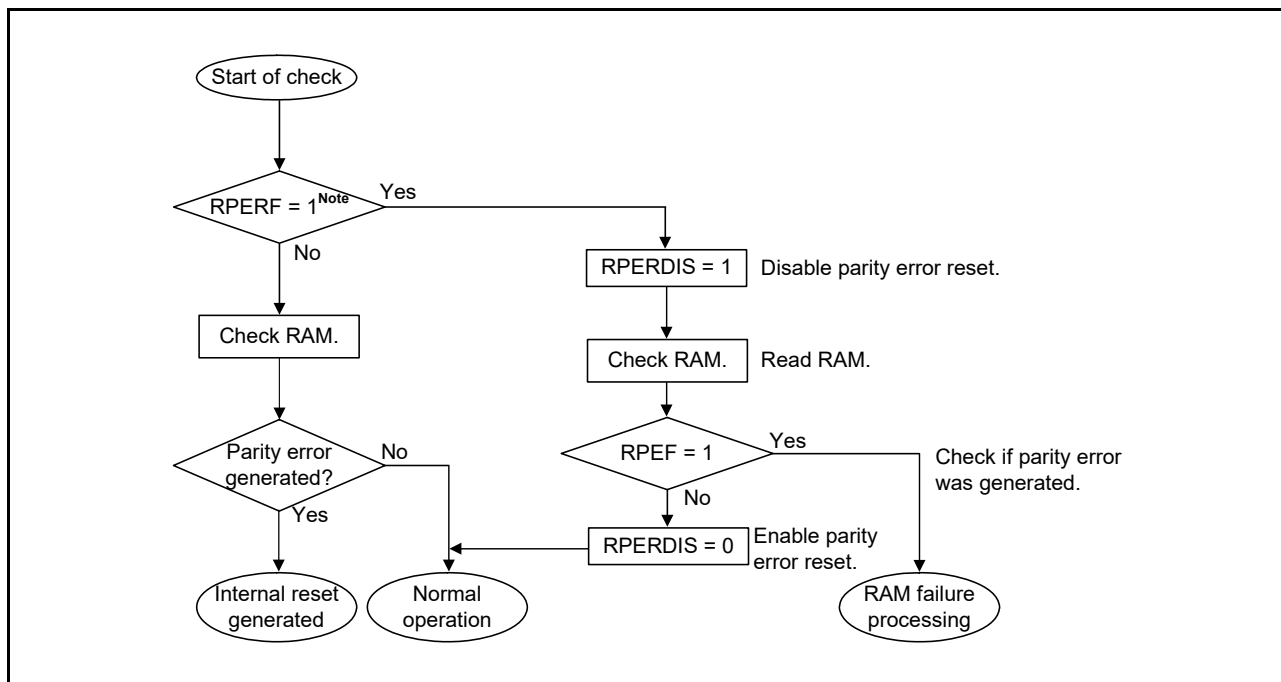 Start of check
RPERF = 1Note
Yes
No
RPERDIS = 1
Disable parity error reset.
Check RAM.
Check RAM.
Read RAM.
Parity error
generated?
No
Yes
RPEF = 1
Yes
No
Check if parity error
was generated.
RPERDIS = 0
Enable parity
error reset.
Internal reset
generated
Normal
operation
RAM failure
processing